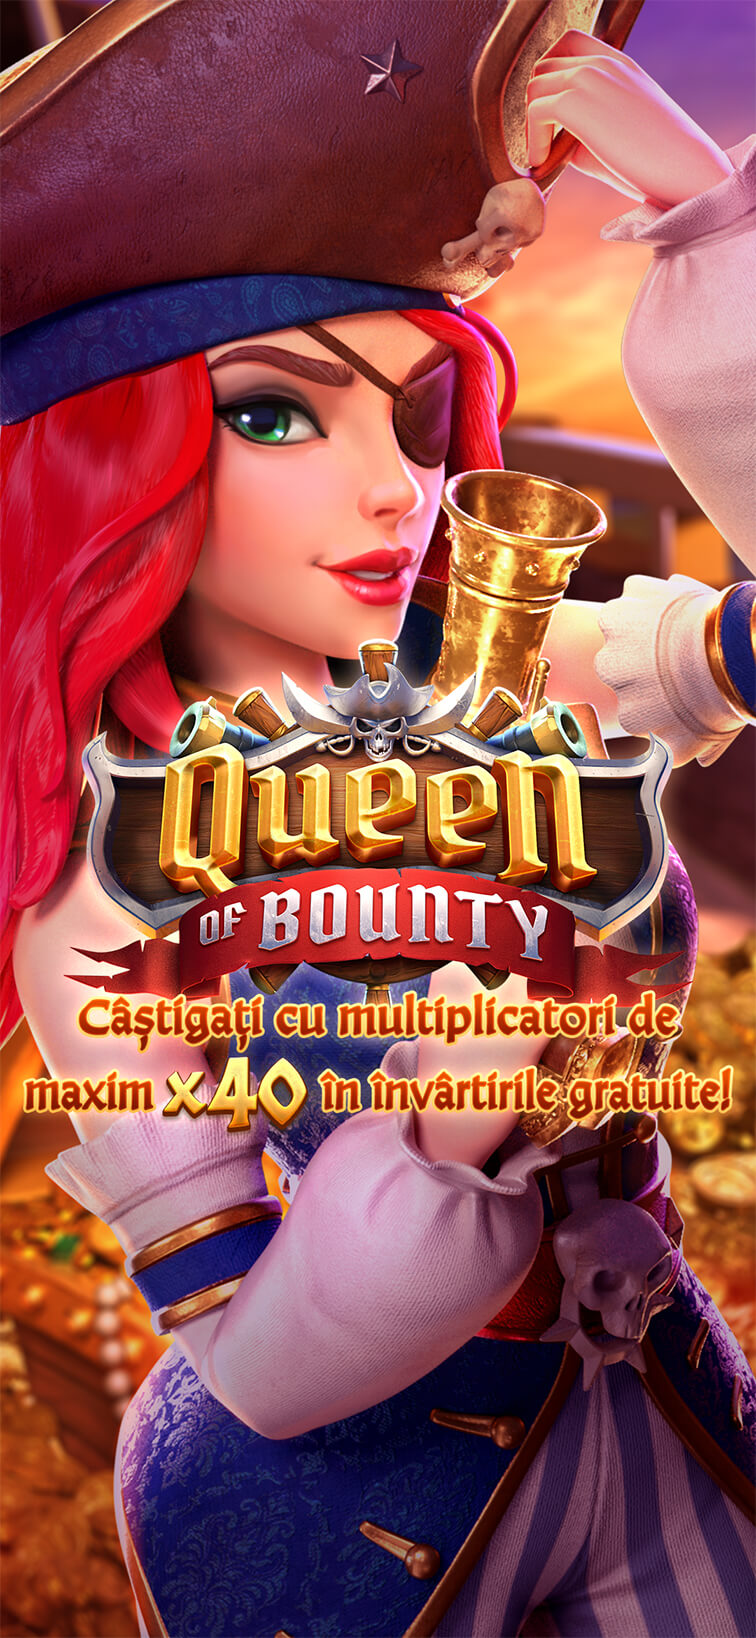 Queen
OF BOUNTY
Câștigați cu multiplicatori de
maxim x40 în învârtirile gratuite!